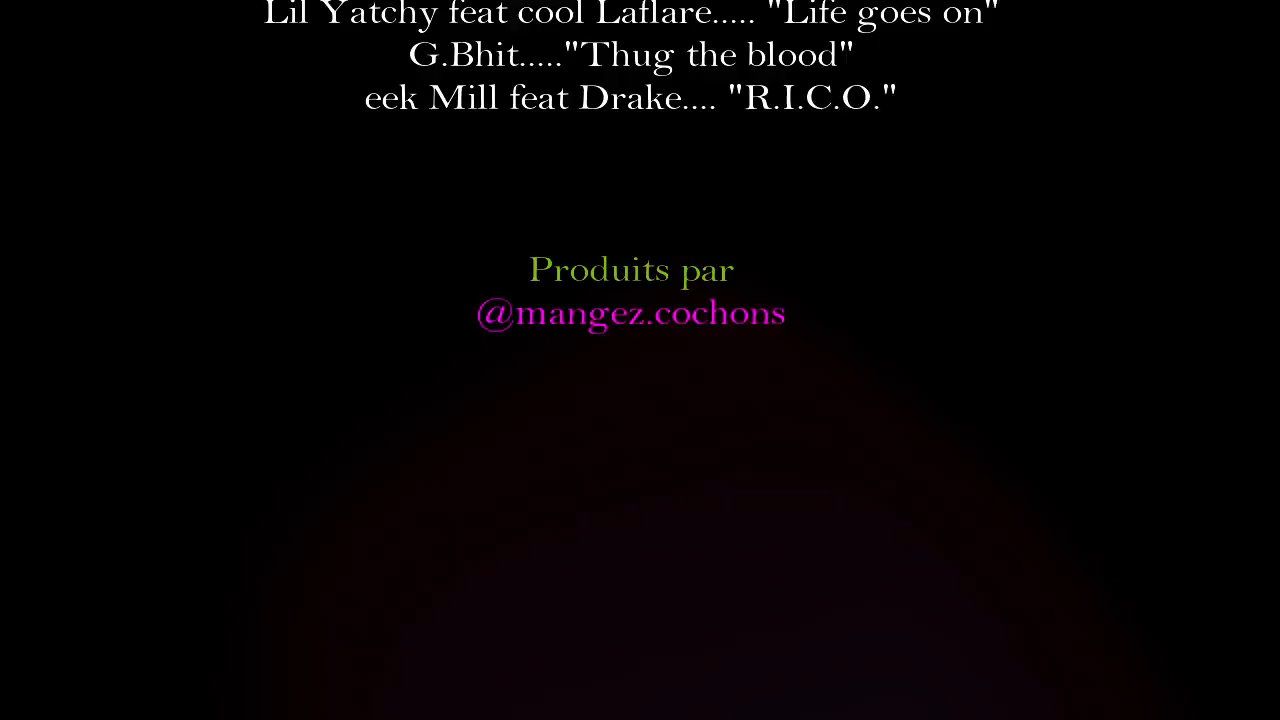 Lil Yatchy feat cool Laflare..... "Life goes on"
G.Bhit....."Thug the blood"
eek Mill feat Drake.... "R.I.C.O."
Produits par
@mangez.cochons